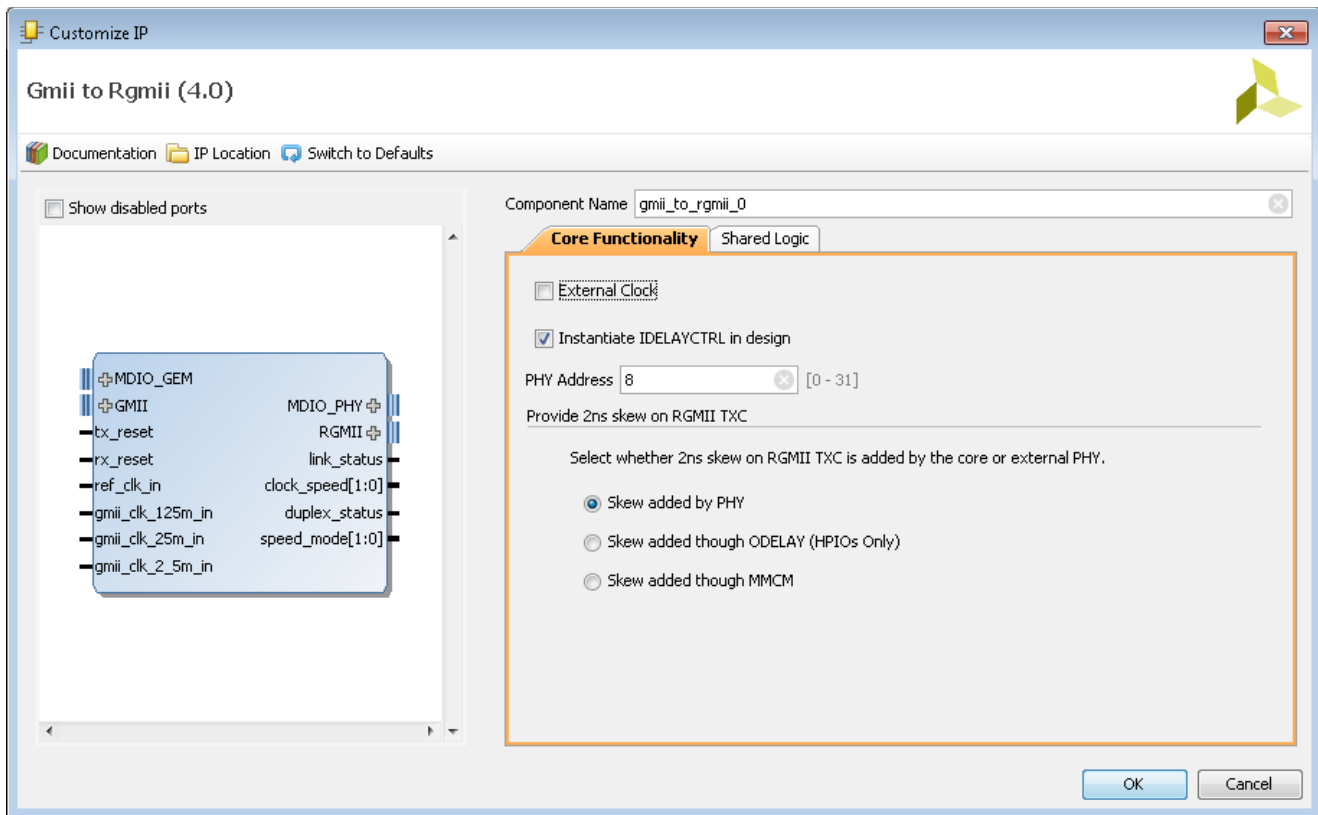 Customize IP
Gmii to Rgmii (4.0)
Documentation IP Location Switch to Defaults
Show disabled ports
MDIO_GEM
GMII
tx_reset
rx_reset
ref_clk_in
gmii_clk_125m_in
gmii_clk_25m_in
gmii_clk_2_5m_in
MDIO_PHY
RGMII
link_status
clock_speed[1:0]
duplex_status
speed_mode[1:0]
Component Name gmii_to_rgmii_0
Core Functionality Shared Logic
External Clock
Instantiate IDELAYCTRL in design
PHY Address 8 [0 - 31]
Provide 2ns skew on RGMII TXC
Select whether 2ns skew on RGMII TXC is added by the core or external PHY.
Skew added by PHY
Skew added though ODELAY (HPIOs Only)
Skew added though MMCM
OK Cancel